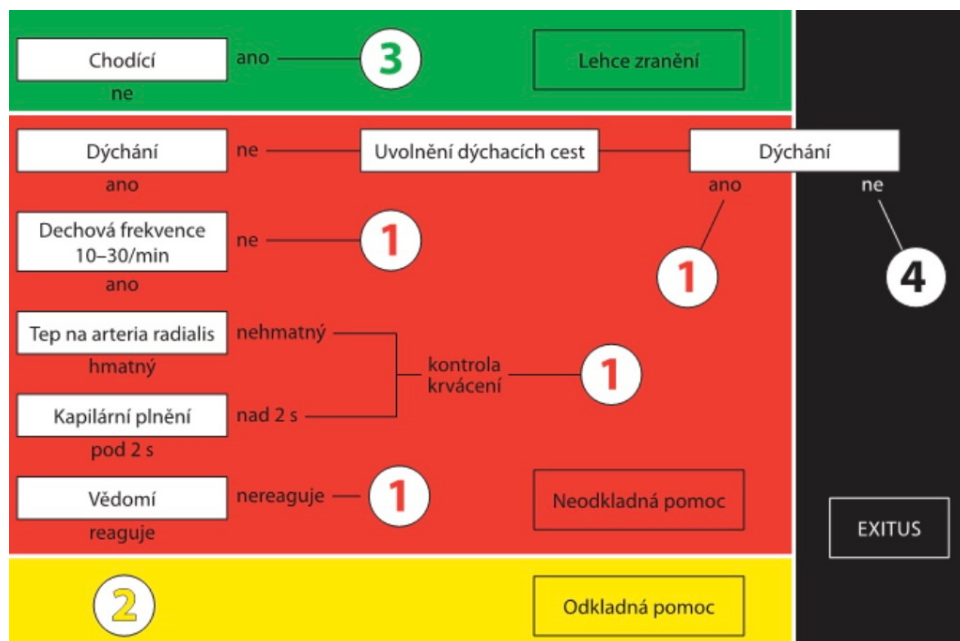 Chodící
ano
3
Lehce zranění
ne
Dýchání
ne
Uvolnění dýchacích cest
Dýchání
ano
ano
ne
Dechová frekvence
10–30/min
ne
1
1
4
ano
Tep na arteria radialis
nehmatný
hmatný
kontrola
krvácení
1
Kapilární plnění
nad 2 s
pod 2 s
Vědomí
nereaguje
1
Neodkladná pomoc
reaguje
EXITUS
2
Odkladná pomoc